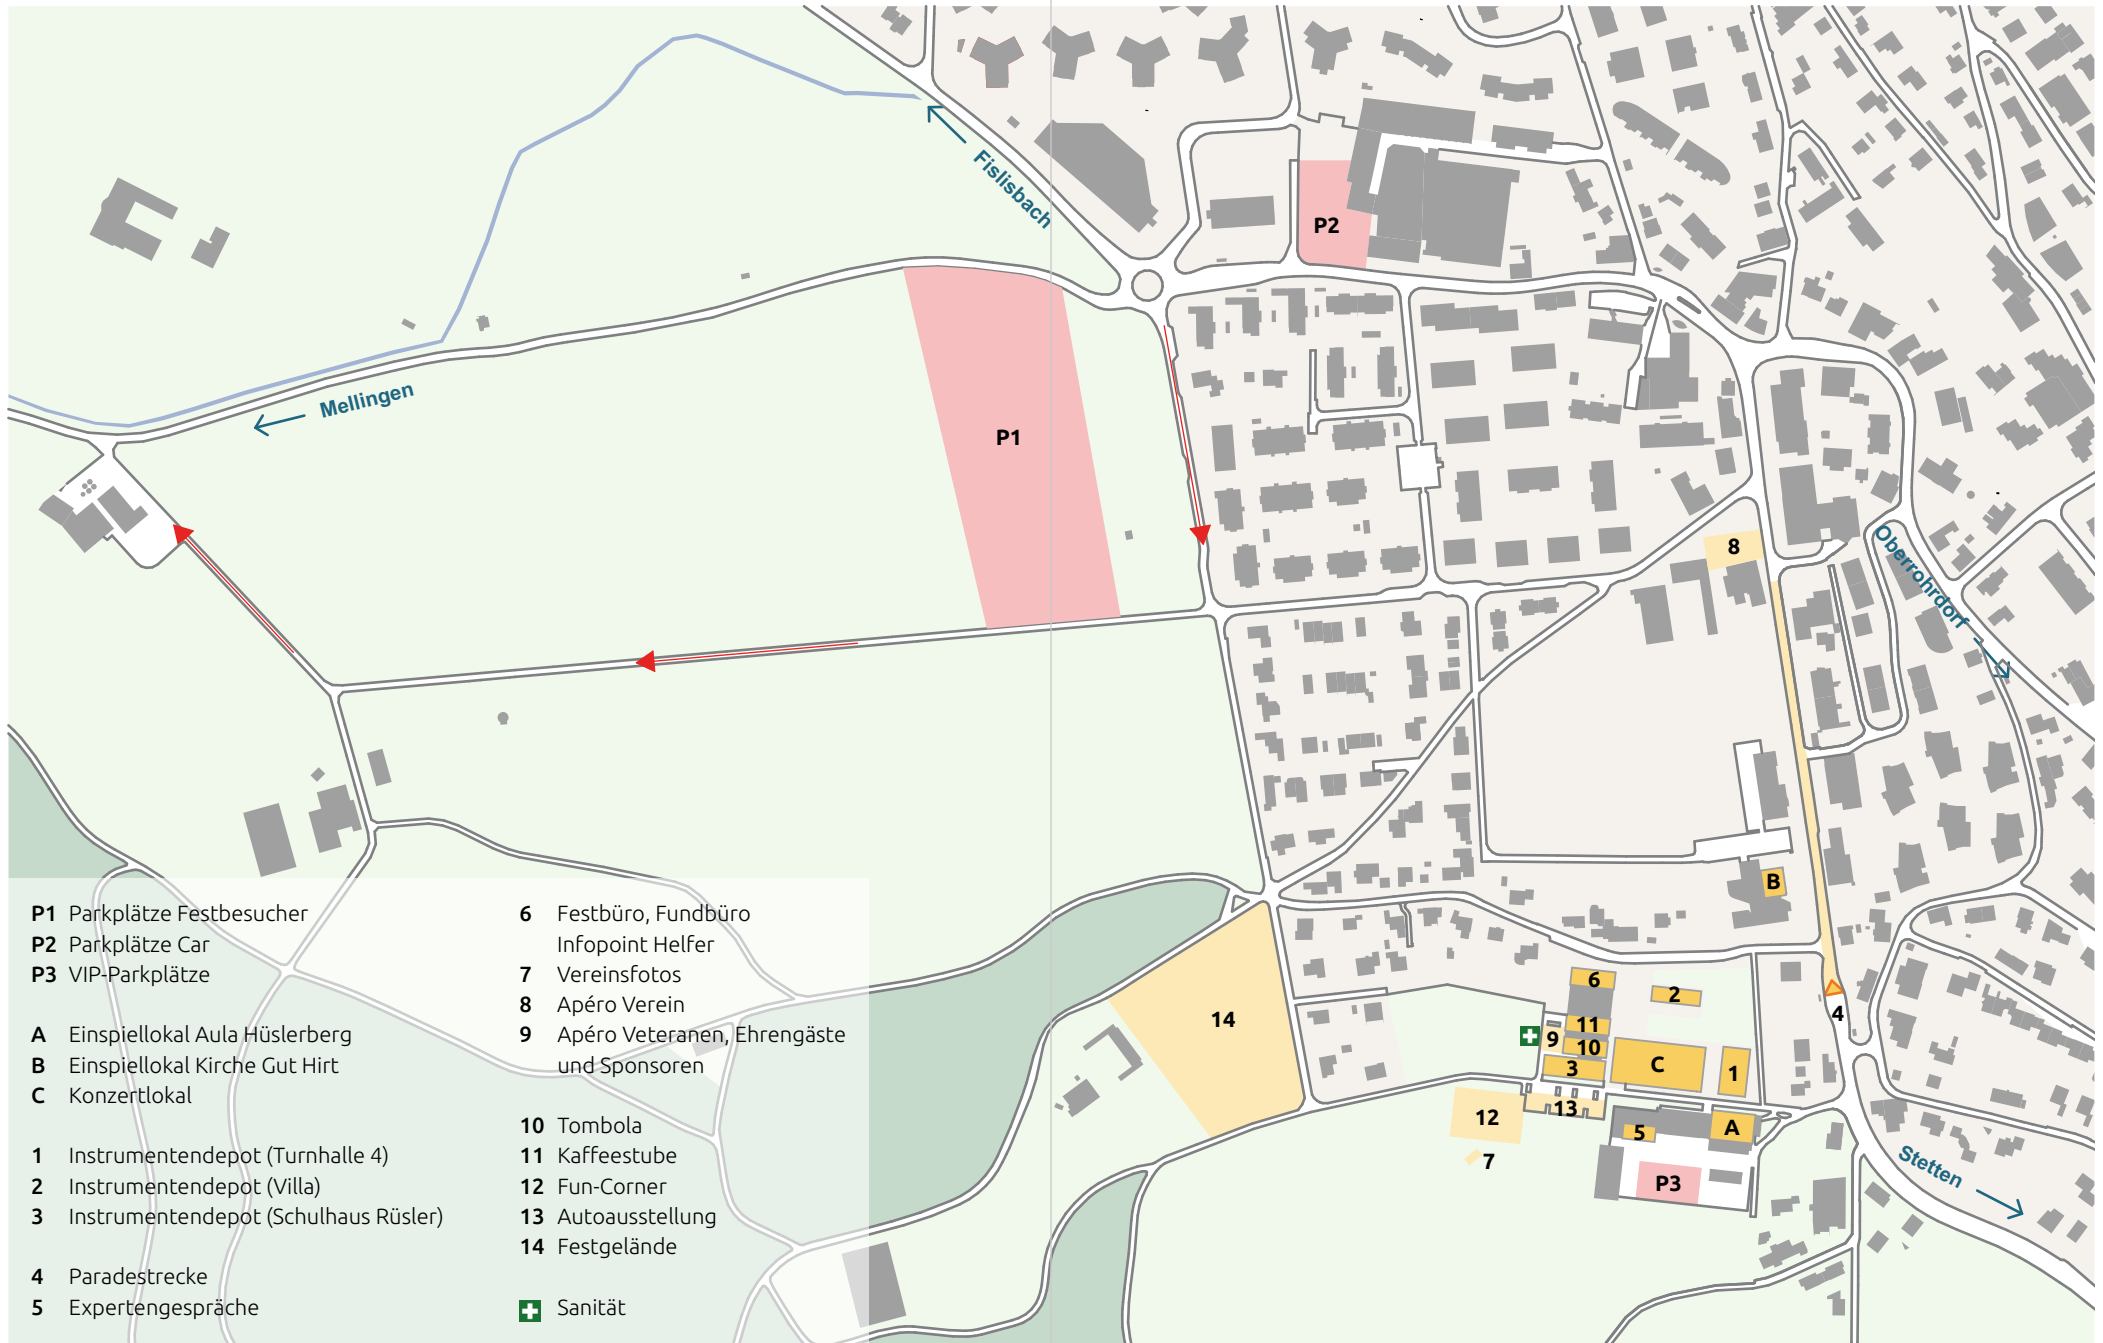 Fislisbach
P2
Mellingen
P1
8
Oberrohrdorf
B
6
2
4
14
11
9
10
C
3
1
13
12
5
A
7
P3
Stetten
P1 Parkplätze Festbesucher
P2 Parkplätze Car
P3 VIP-Parkplätze
A Einspiellokal Aula Hüslerberg
B Einspiellokal Kirche Gut Hirt
C Konzertlokal
1 Instrumentendepot (Turnhalle 4)
2 Instrumentendepot (Villa)
3 Instrumentendepot (Schulhaus Rüsler)
4 Paradestrecke
5 Expertengespräche
6 Festbüro, Fundbüro
Infopoint Helfer
7 Vereinsfotos
8 Apéro Verein
9 Apéro Veteranen, Ehrengäste
und Sponsoren
10 Tombola
11 Kaffeestube
12 Fun-Corner
13 Autoausstellung
14 Festgelände
Sanität